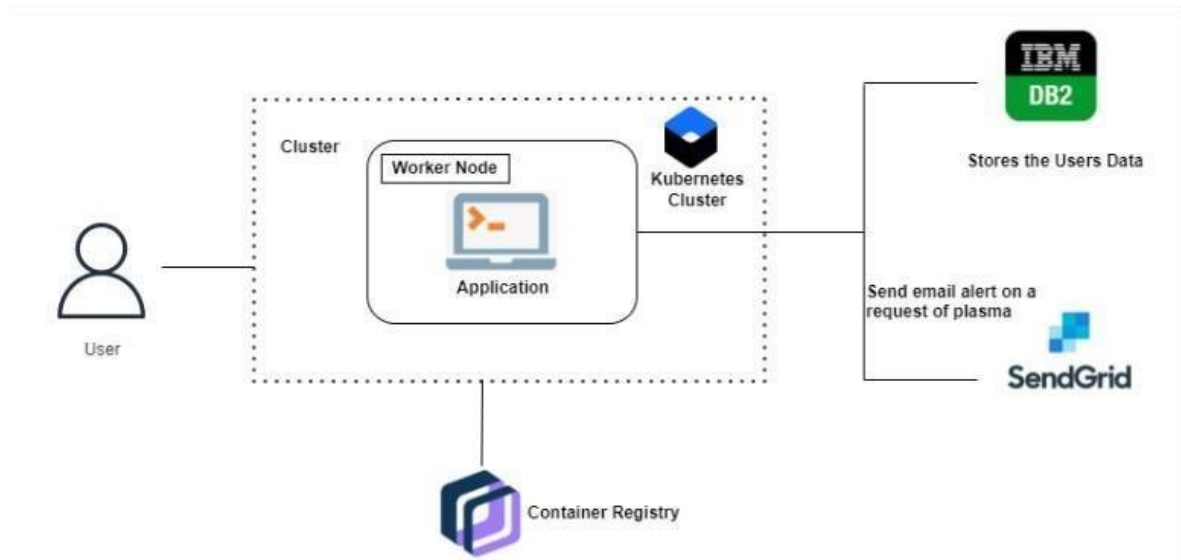 IBM
DB2
Stores the Users Data
Cluster
Worker Node
Kubernetes
Cluster
Application
User
Send email alert on a
request of plasma
SendGrid
Container Registry